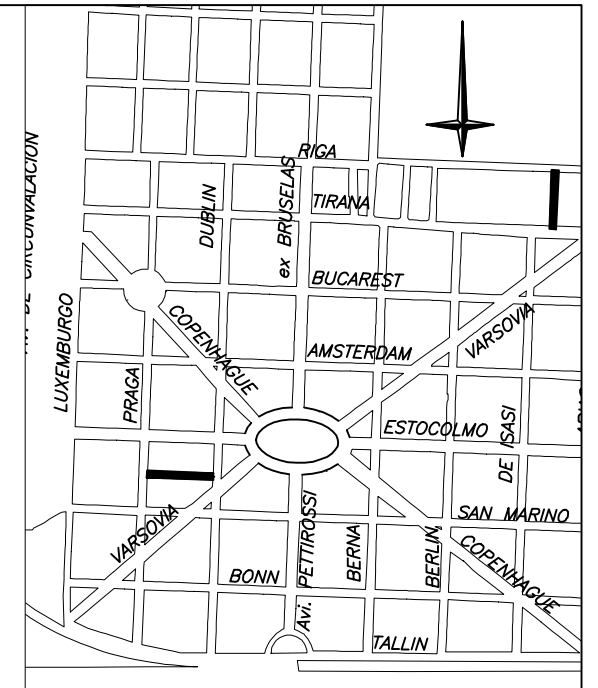 DE CIRCUNVALACION
RIGA
TIRANA
DUBLIN
ex BRUSELAS
BUCAREST
LUXEMBURGO
COPENHAGUE
VARSOVIA
AMSTERDAM
PRAGA
ESTOCOLMO
DE ISASI
VARSOVIA
SAN MARINO
Avi. PETTIROSSI
BERNA
BERLIN
COPENHAGUE
BONN
TALLIN